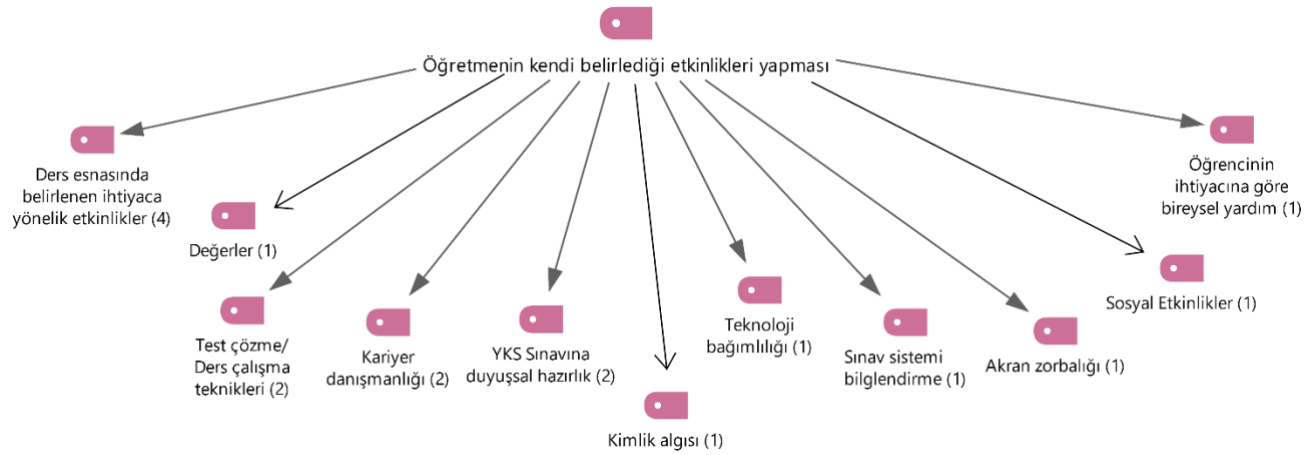 Öğretmenin kendi belirlediği etkinlikleri yapması
Ders esnasında
belirlenen ihtiyaca
yönelik etkinlikler (4)
Değerler (1)
Test çözme/
Ders çalışma
teknikleri (2)
Kariyer
danışmanlığı (2)
YKS Sınavına
duyuşsal hazırlık (2)
Kimlik algısı (1)
Teknoloji
bağımlılığı (1)
Sınav sistemi
bilglendirme (1)
Akran zorbalığı (1)
Sosyal Etkinlikler (1)
Öğrencinin
ihtiyacına göre
bireysel yardım (1)